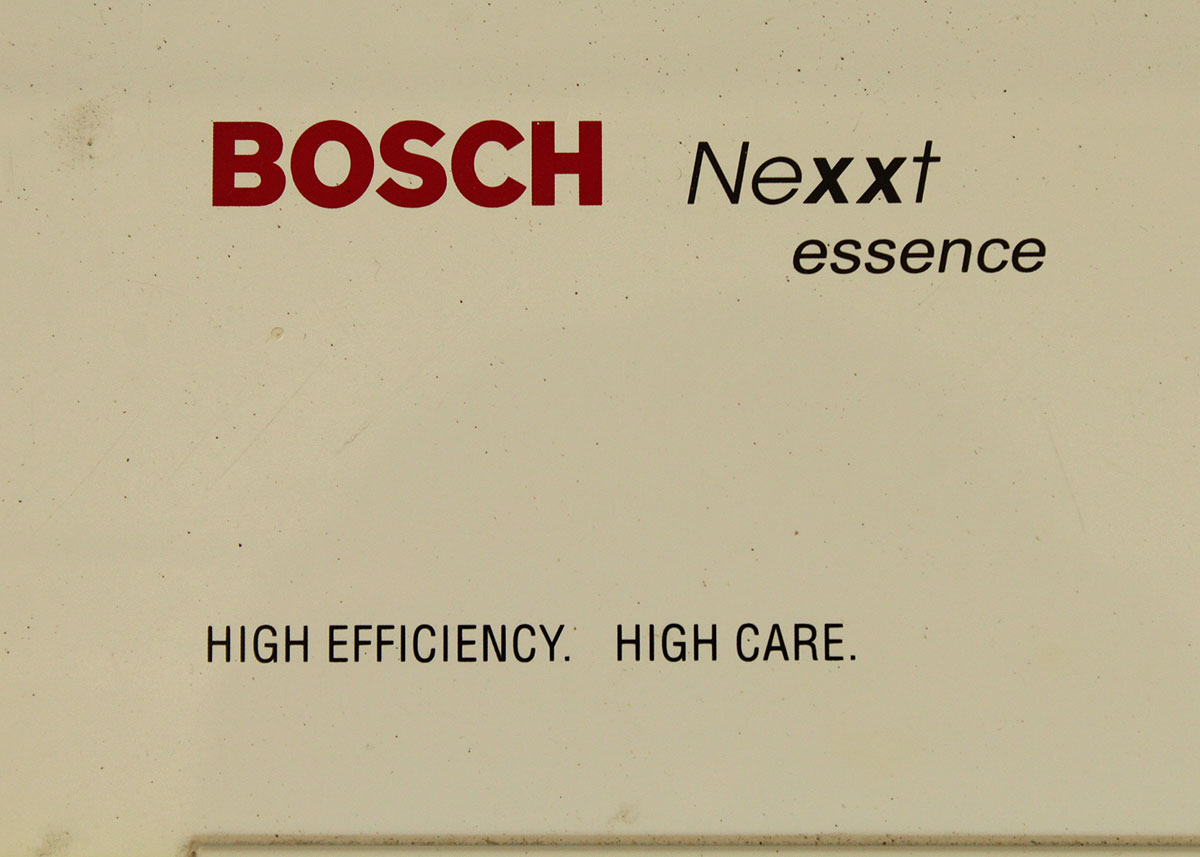 BOSCH Nexxt
essence
HIGH EFFICIENCY. HIGH CARE.